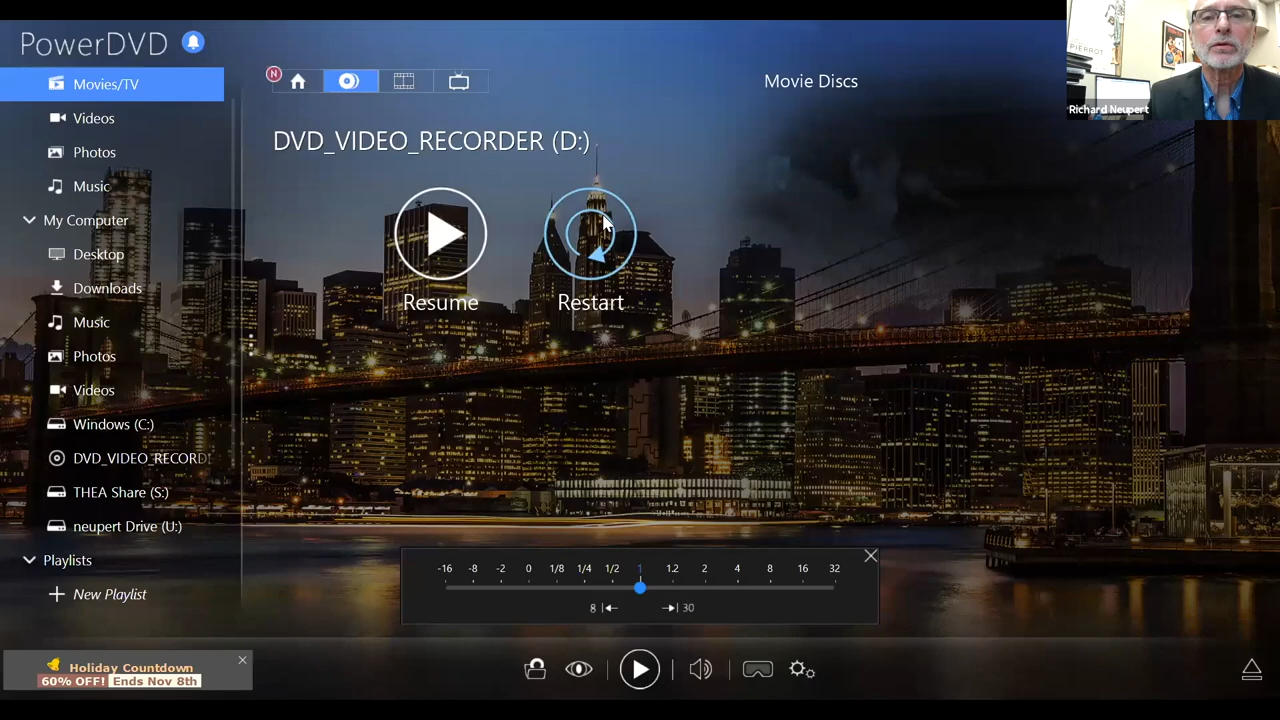 PowerDVD
Movies/TV
Videos
Photos
Music
My Computer
Desktop
Downloads
Music
Photos
Videos
Windows (C:)
DVD_VIDEO_RECORD
THEA Share (S:)
neupert Drive (U:)
Playlists
New Playlist
Holiday Countdown
60% OFF! Ends Nov 8th
N
Movie Discs
DVD_VIDEO_RECORDER (D:)
Resume Restart
-16 -8 -2 0 1/8 1/4 1/2 1 1.2 2 4 8 16 32
8 30
PIERROT
Richard Neupert